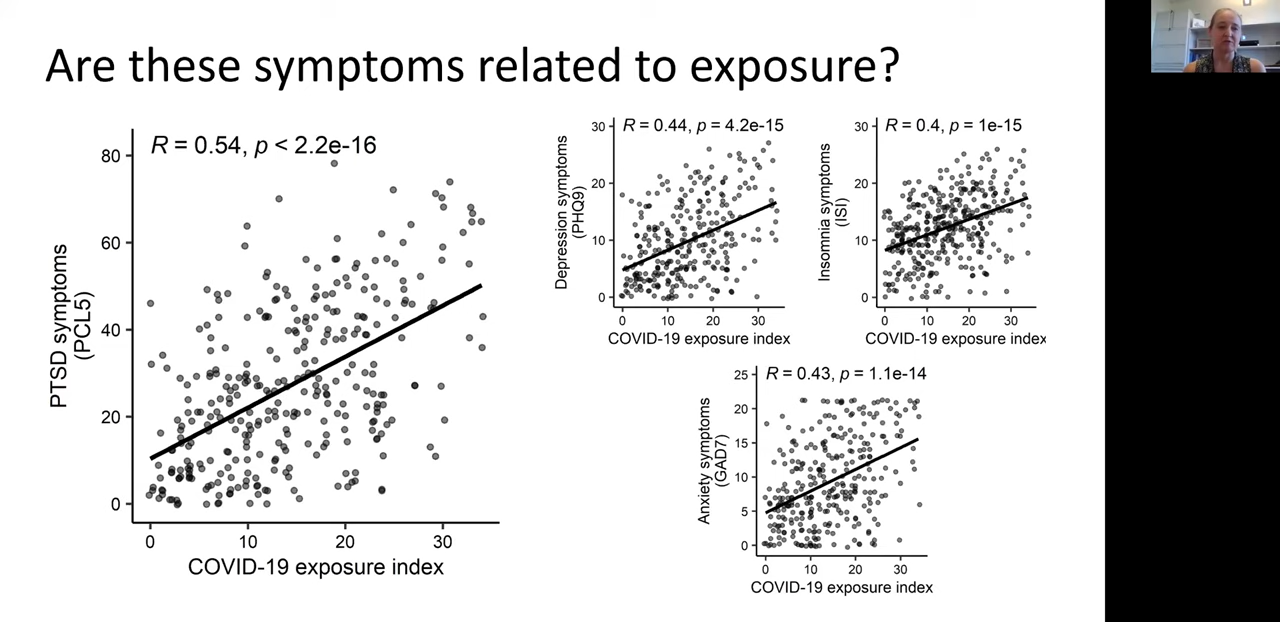 Are these symptoms related to exposure?
R = 0.54, p < 2.2e-16
80
60
40
20
0
PTSD symptoms
(PCL5)
0 10 20 30
COVID-19 exposure index
R = 0.44, p = 4.2e-15
30
20
10
0
Depression symptoms
(PHQ9)
0 10 20 30
COVID-19 exposure index
R = 0.4, p = 1e-15
30
20
10
0
Insomnia symptoms
(ISI)
0 10 20 30
COVID-19 exposure index
R = 0.43, p = 1.1e-14
25
20
15
10
5
0
Anxiety symptoms
(GAD7)
0 10 20 30
COVID-19 exposure index